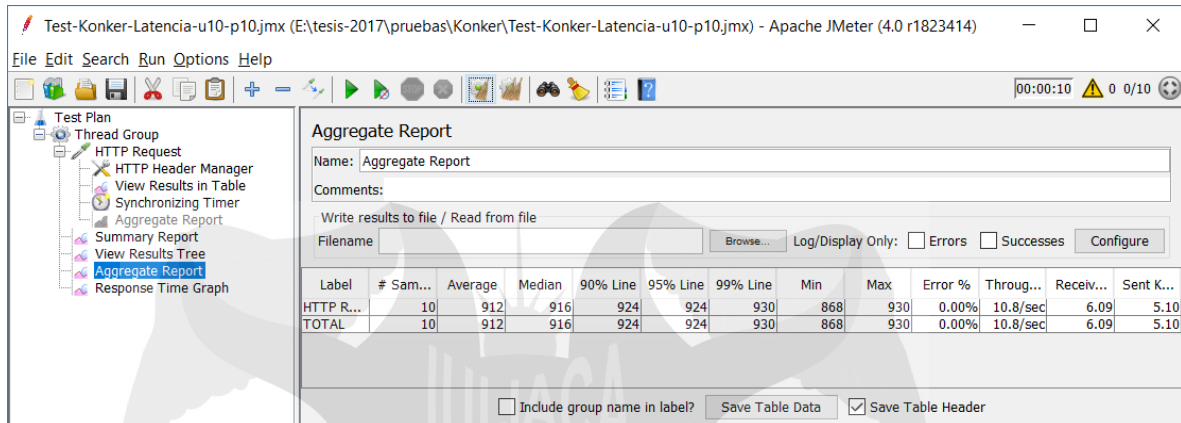 Test-Konker-Latencia-u10-p10.jmx (E:\tesis-2017\pruebas\Konker\Test-Konker-Latencia-u10-p10.jmx) - Apache JMeter (4.0 r1823414)
File Edit Search Run Options Help
00:00:10 0 0/10
Test Plan
Thread Group
HTTP Request
HTTP Header Manager
View Results in Table
Synchronizing Timer
Aggregate Report
Summary Report
View Results Tree
Aggregate Report
Response Time Graph
Aggregate Report
Name: Aggregate Report
Comments:
Write results to file / Read from file
Filename Browse... Log/Display Only: Errors Successes Configure
Label # Sam... Average Median 90% Line 95% Line 99% Line Min Max Error % Throug... Receiv... Sent K...
HTTP R... 10 912 916 924 924 930 868 930 0.00% 10.8/sec 6.09 5.10
TOTAL 10 912 916 924 924 930 868 930 0.00% 10.8/sec 6.09 5.10
Include group name in label? Save Table Data Save Table Header
JULIACA